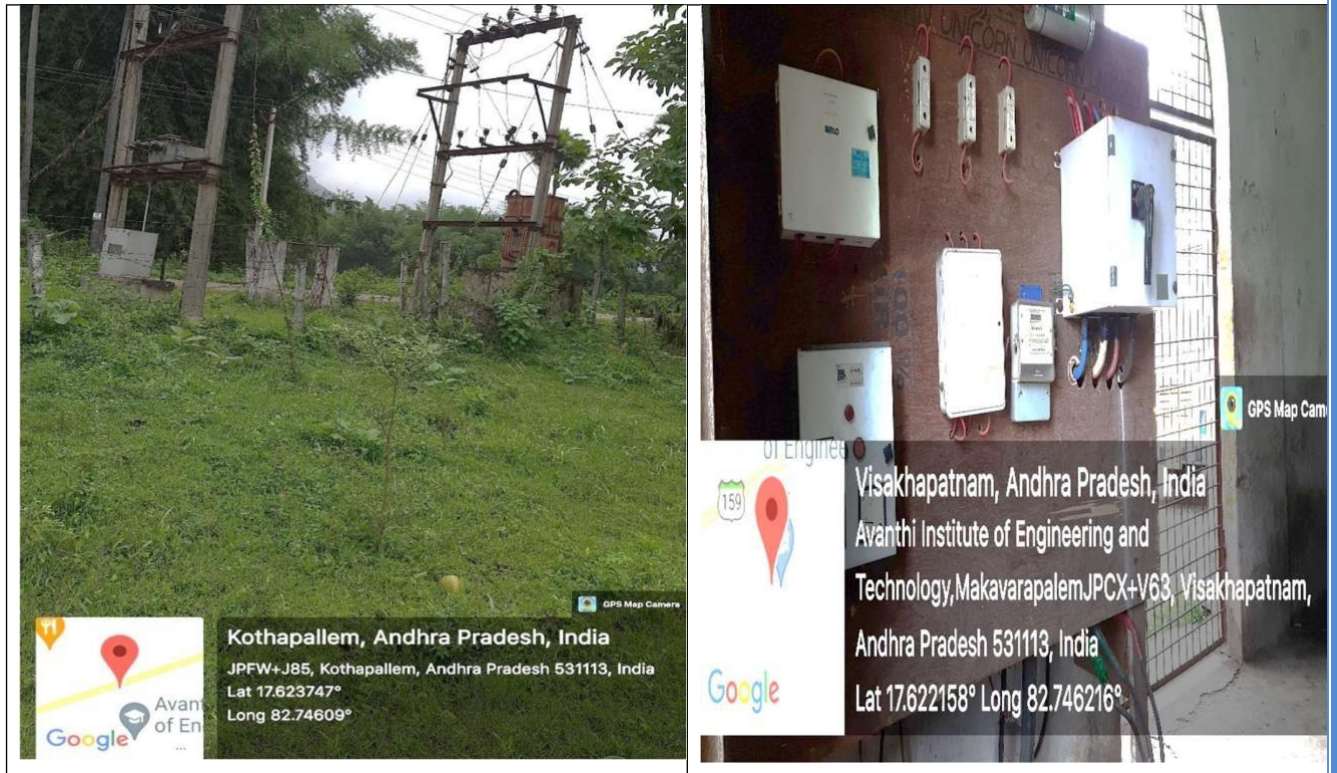 GPS Map Camera
Avan
of En
...
Google
Kothapallem, Andhra Pradesh, India
JPFW+J85, Kothapallem, Andhra Pradesh 531113, India
Lat 17.623747°
Long 82.74609°
UNICORN UNICORN
GPS Map Cam
of Enginee
159
Google
Visakhapatnam, Andhra Pradesh, India
Avanthi Institute of Engineering and
Technology,MakavarapalemJPCX+V63, Visakhapatnam,
Andhra Pradesh 531113, India
Lat 17.622158° Long 82.746216°